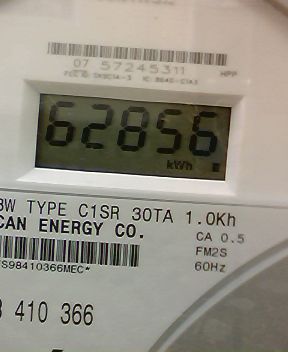 07 57245311 HPP
62856
kWh
3W TYPE C1SR 30TA 1.0Kh
CAN ENERGY CO. CA 0.5
FM2S
S98410366MEC* 60Hz
410 366